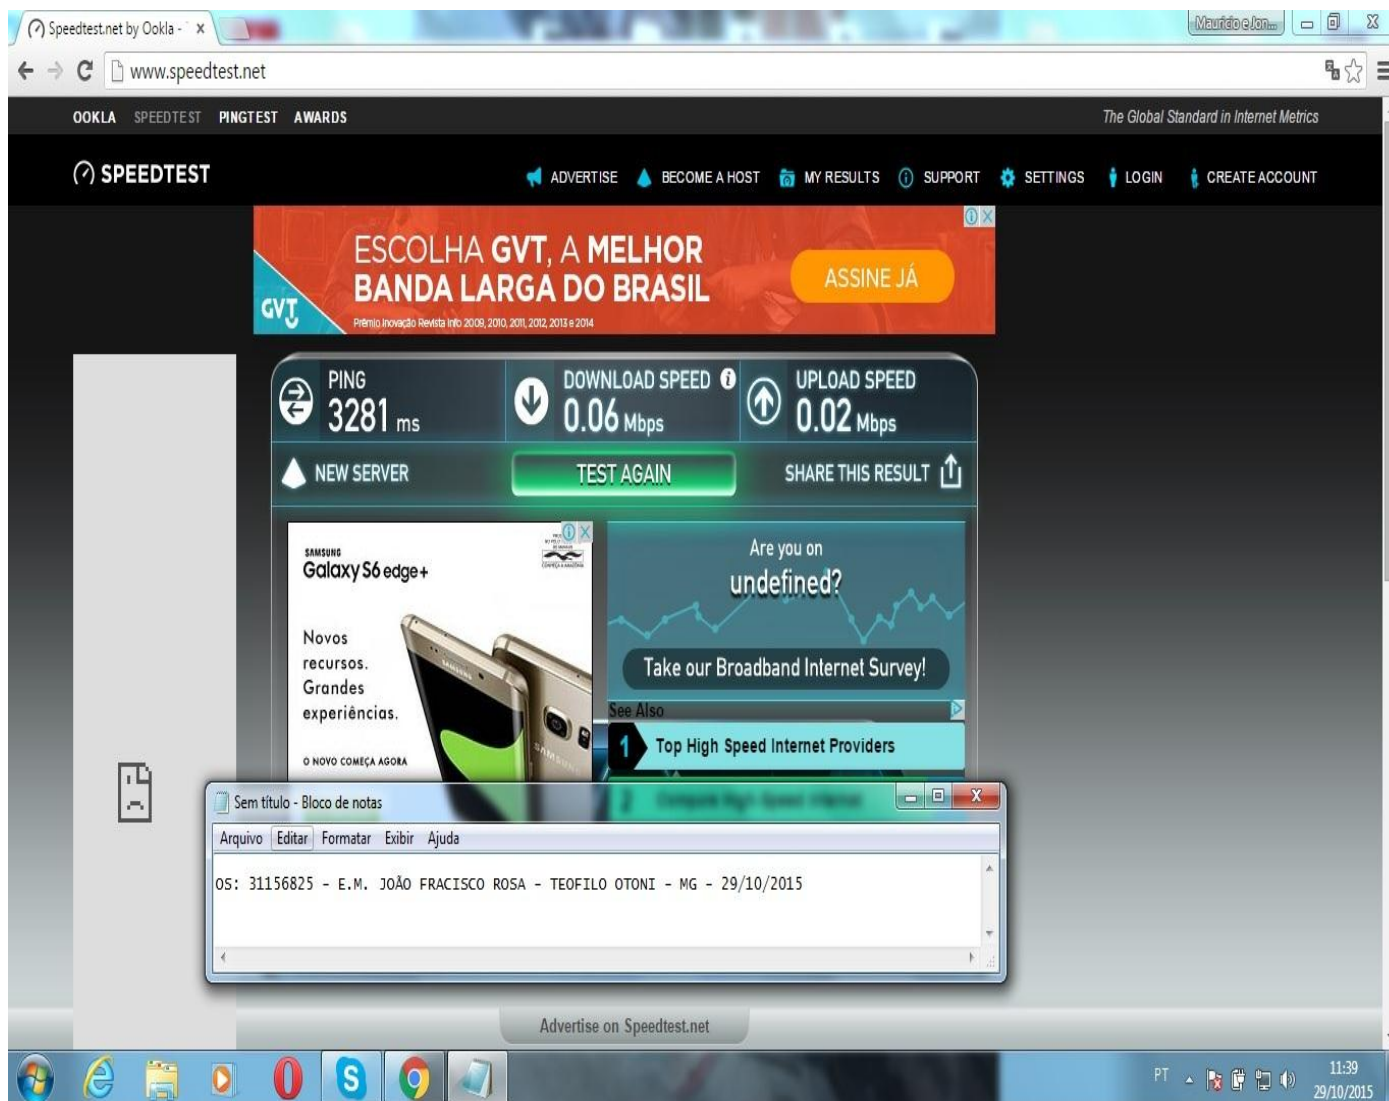 Speedtest.net by Ookla -
www.speedtest.net
OOKLA SPEEDTEST PINGTEST AWARDS
The Global Standard in Internet Metrics
SPEEDTEST
ADVERTISE BECOME A HOST MY RESULTS SUPPORT SETTINGS LOGIN CREATE ACCOUNT
ESCOLHA GVT, A MELHOR
BANDA LARGA DO BRASIL
ASSINE JÁ
GVT
Prêmio Inovação Revista Info 2009, 2010, 2011, 2012, 2013 e 2014
PING
3281 ms
DOWNLOAD SPEED
0.06 Mbps
UPLOAD SPEED
0.02 Mbps
NEW SERVER
TEST AGAIN
SHARE THIS RESULT
SAMSUNG
Galaxy S6 edge+
Novos
recursos.
Grandes
experiências.
O NOVO COMEÇA AGORA
SAMSUNG
Are you on
undefined?
Take our Broadband Internet Survey!
See Also
1 Top High Speed Internet Providers
2 Compare High Speed Internet
Sem título - Bloco de notas
Arquivo Editar Formatar Exibir Ajuda
OS: 31156825 - E.M. JOÃO FRACISCO ROSA - TEOFILO OTONI - MG - 29/10/2015
Advertise on Speedtest.net
PT
11:39
29/10/2015